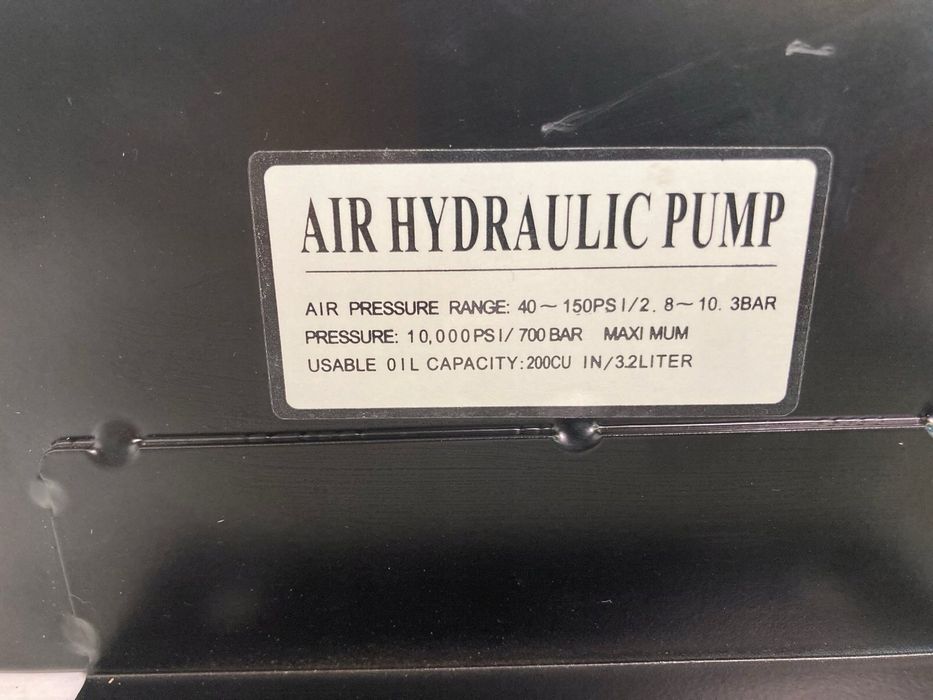 AIR HYDRAULIC PUMP
AIR PRESSURE RANGE: 40~150PSI/2.8~10.3BAR
PRESSURE: 10,000PSI/700BAR MAXIMUM
USABLE OIL CAPACITY:200CU IN/3.2LITER